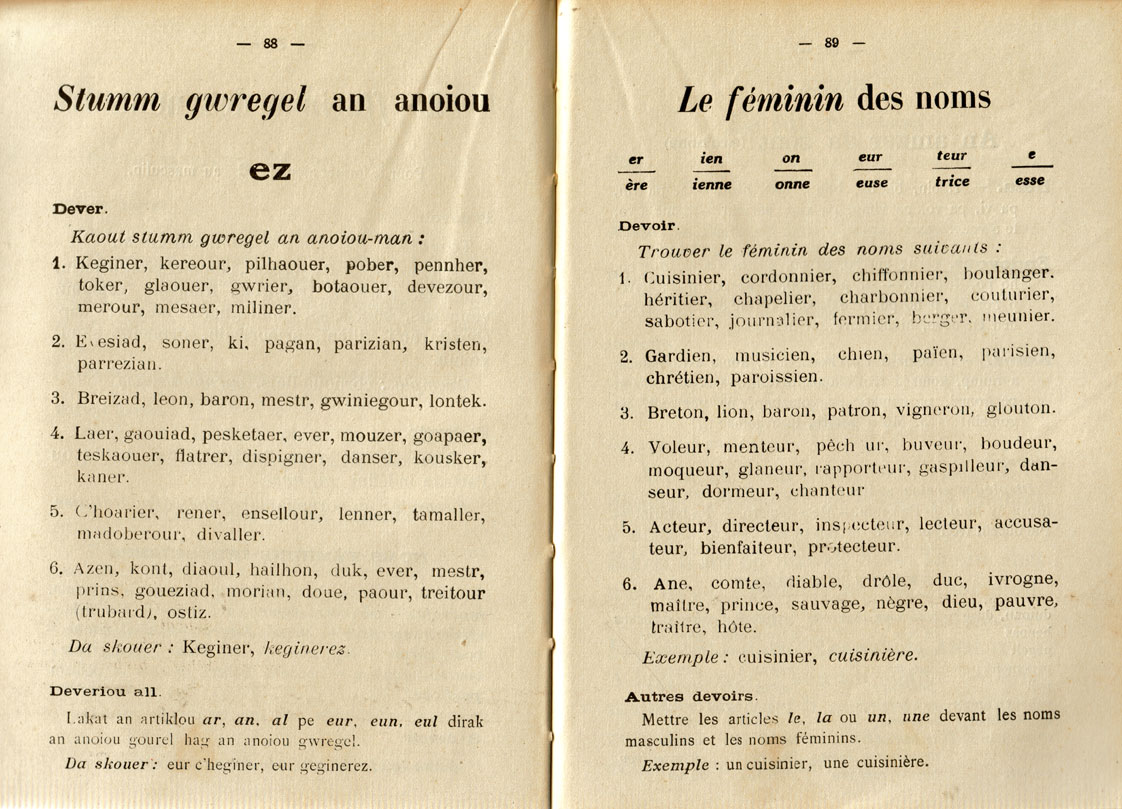 — 88 —
Stumm gwregel an anoiou
ez
Dever.
Kaout stumm gwregel an anoiou-man :
1. Keginer, kereour, pilhaouer, pober, pennher,
toker, glaouer, gwrier, botaouer, devezour,
merour, mesaer, miliner.
2. Evesiad, soner, ki, pagan, parizian, kristen,
parrezian.
3. Breizad, leon, baron, mestr, gwiniegour, lontek.
4. Laer, gaouiad, pesketaer, ever, mouzer, goapaer,
teskaouer, flatrer, dispigner, danser, kousker,
kaner.
5. C'hoarier, rener, ensellour, lenner, tamaller,
madoberour, divaller.
6. Azen, kont, diaoul, hailhon, duk, ever, mestr,
prins, goueziad, morian, doue, paour, treitour
(trubard), ostiz.
Da skouer : Keginer, keginerez.
Deveriou all.
Lakat an artiklou ar, an, al pe eur, eun, eul dirak
an anoiou gourel hag an anoiou gwregel.
Da skouer : eur c'heginer, eur geginerez.
— 89 —
Le féminin des noms
er ien on eur teur e
ère ienne onne euse trice esse
Devoir.
Trouver le féminin des noms suivants :
1. Cuisinier, cordonnier, chiffonnier, boulanger.
héritier, chapelier, charbonnier, couturier,
sabotier, journalier, fermier, berger, meunier.
2. Gardien, musicien, chien, païen, parisien,
chrétien, paroissien.
3. Breton, lion, baron, patron, vigneron, glouton.
4. Voleur, menteur, pêch ur, buveur, boudeur,
moqueur, glaneur, rapporteur, gaspilleur, dan-
seur, dormeur, chanteur
5. Acteur, directeur, inspecteur, lecteur, accusa-
teur, bienfaiteur, protecteur.
6. Ane, comte, diable, drôle, duc, ivrogne,
maître, prince, sauvage, nègre, dieu, pauvre,
traître, hôte.
Exemple : cuisinier, cuisinière.
Autres devoirs.
Mettre les articles le, la ou un, une devant les noms
masculins et les noms féminins.
Exemple : un cuisinier, une cuisinière.